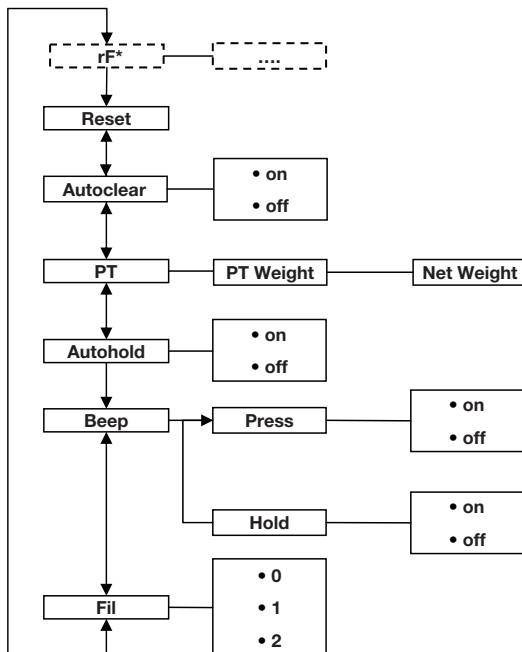 rF* ....
Reset
Autoclear
• on
• off
PT PT Weight Net Weight
Autohold
• on
• off
Beep Press
• on
• off
Hold
• on
• off
Fil
• 0
• 1
• 2